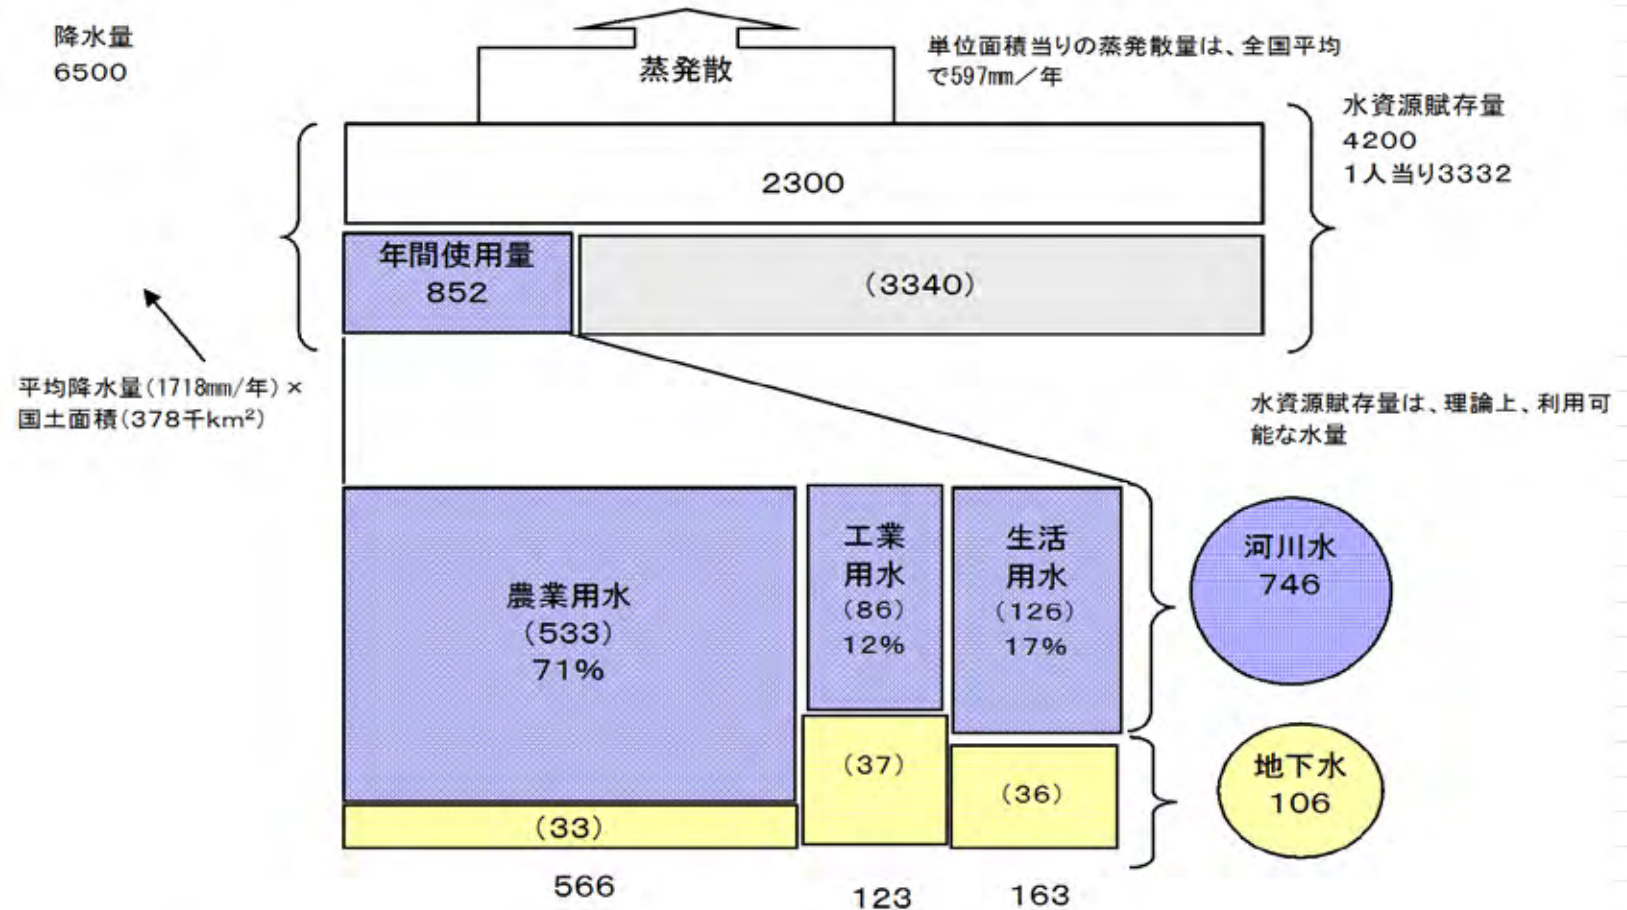 降水量
6500
蒸発散
単位面積当りの蒸発散量は、全国平均
で597㎜／年
水資源賦存量
4200
1人当り3332
2300
年間使用量
852
(3340)
平均降水量(1718㎜/年)×
国土面積(378千km²)
水資源賦存量は、理論上、利用可
能な水量
農業用水
(533)
71%
工業
用水
(86)
12%
生活
用水
(126)
17%
河川水
746
(33)
(37)
(36)
地下水
106
566
123
163